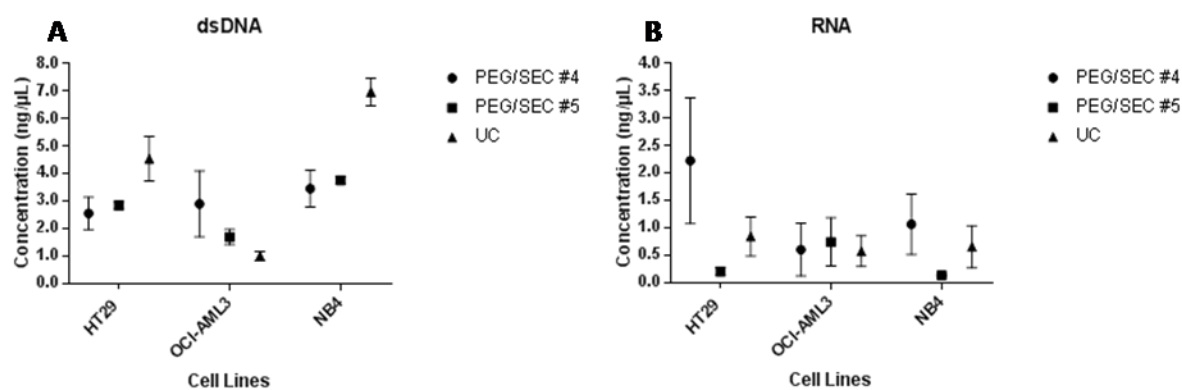 A
dsDNA
8.0
7.0
6.0
5.0
4.0
3.0
2.0
1.0
0.0
Concentration (ng/µL)
HT29
OCI-AML3
NB4
Cell Lines
PEG/SEC #4
PEG/SEC #5
UC
B
RNA
4.0
3.5
3.0
2.5
2.0
1.5
1.0
0.5
0.0
Concentration (ng/µL)
HT29
OCI-AML3
NB4
Cell Lines
PEG/SEC #4
PEG/SEC #5
UC